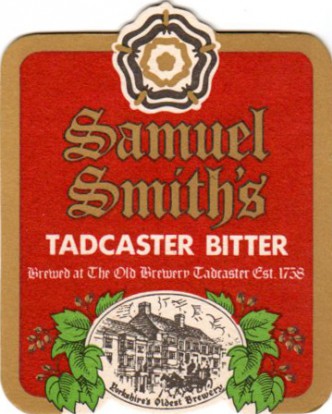 Samuel
Smith's
TADCASTER BITTER
Brewed at The Old Brewery Tadcaster Est. 1758
Yorkshire's Oldest Brewery